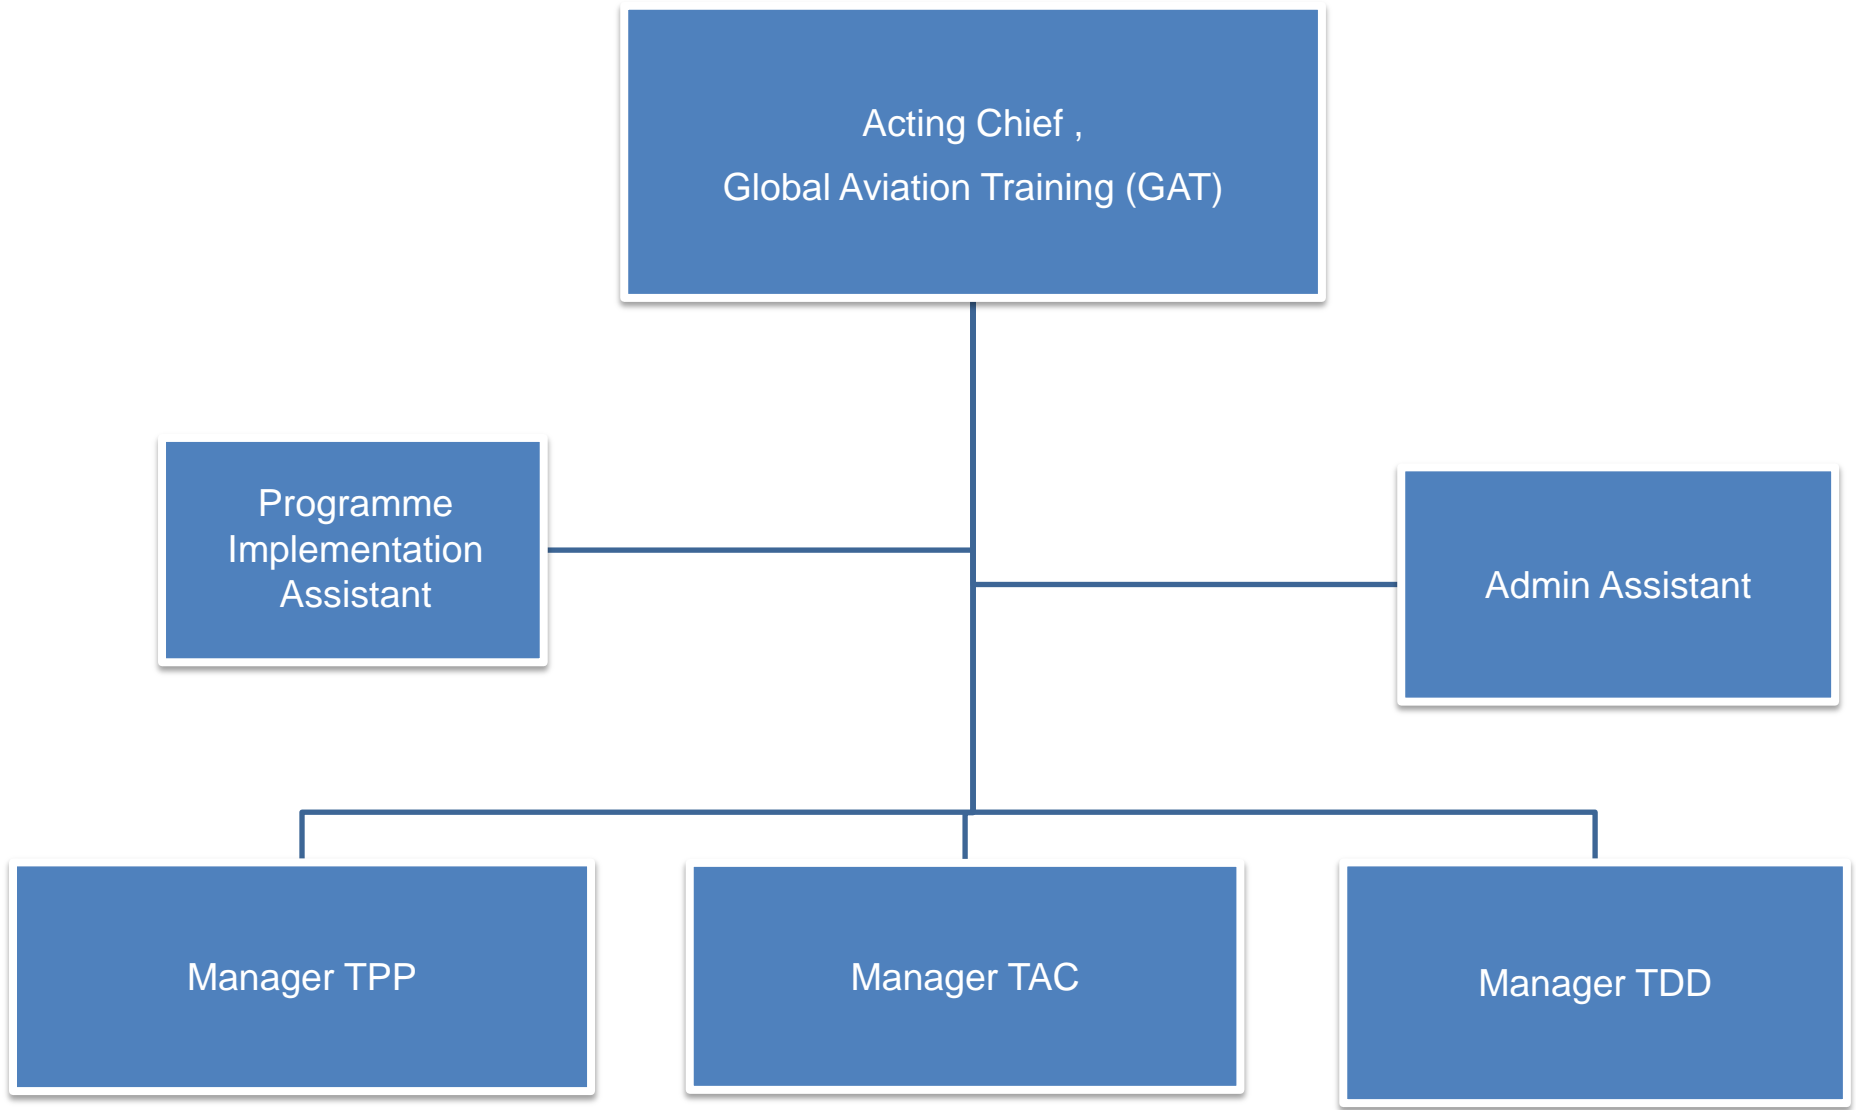 Acting Chief ,
Global Aviation Training (GAT)
Programme
Implementation
Assistant
Admin Assistant
Manager TPP
Manager TAC
Manager TDD